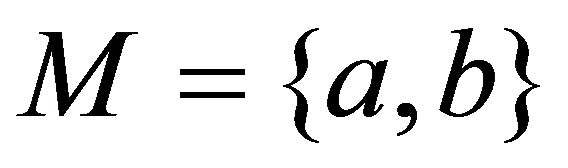 M = {a,b}